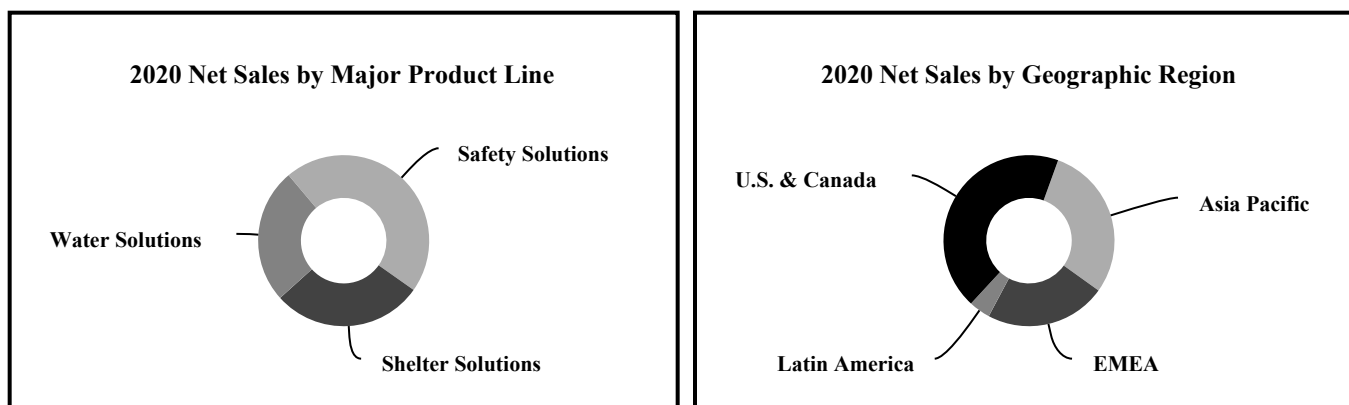 2020 Net Sales by Major Product Line
Safety Solutions
Water Solutions
Shelter Solutions
2020 Net Sales by Geographic Region
U.S. & Canada
Asia Pacific
Latin America
EMEA